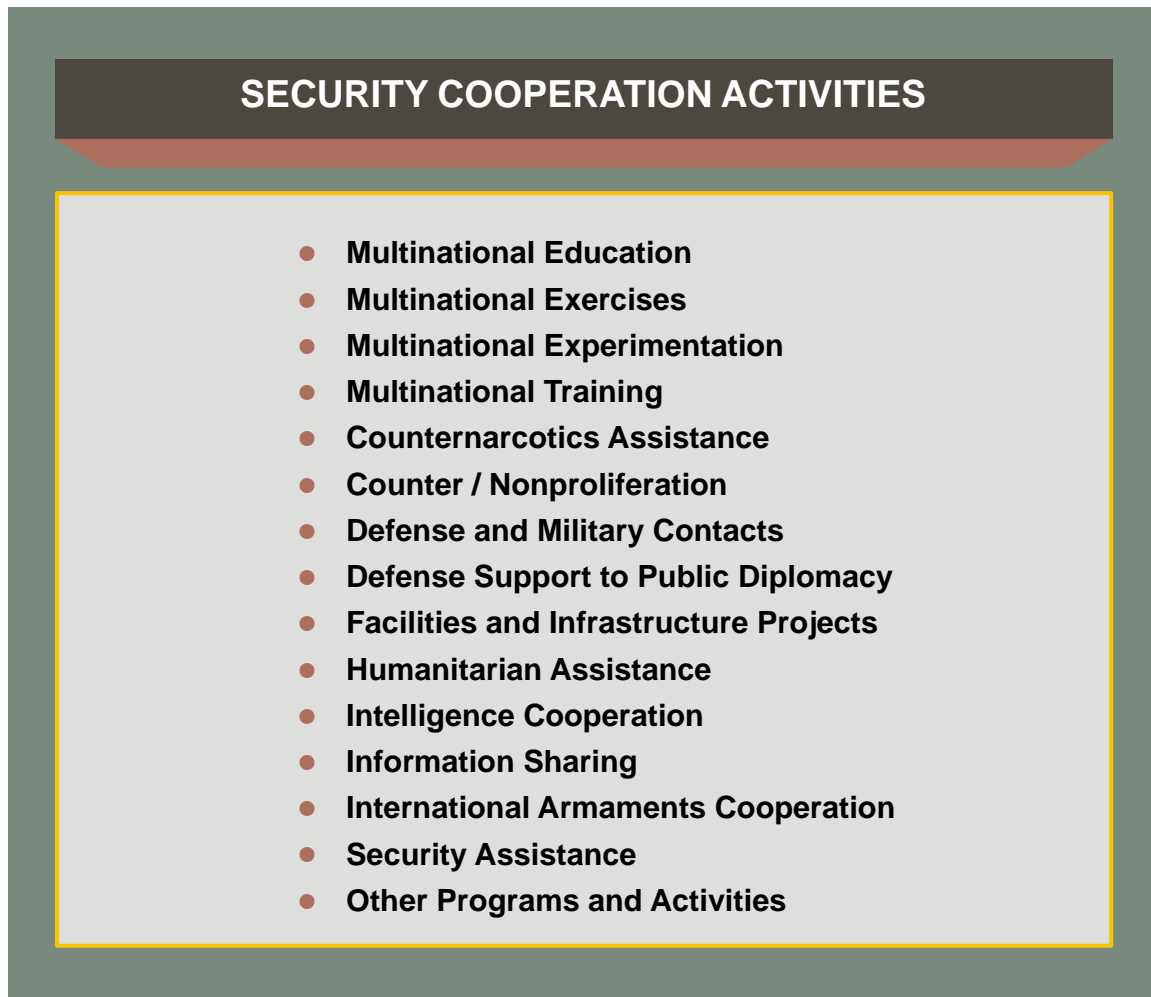 SECURITY COOPERATION ACTIVITIES
Multinational Education
Multinational Exercises
Multinational Experimentation
Multinational Training
Counternarcotics Assistance
Counter / Nonproliferation
Defense and Military Contacts
Defense Support to Public Diplomacy
Facilities and Infrastructure Projects
Humanitarian Assistance
Intelligence Cooperation
Information Sharing
International Armaments Cooperation
Security Assistance
Other Programs and Activities